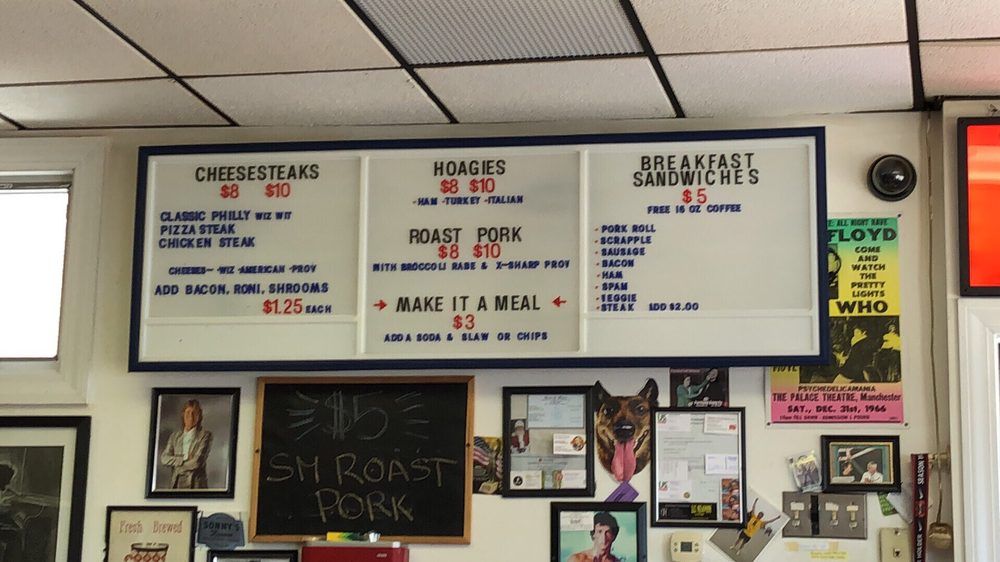 CHEESESTEAKS
$8 $10
CLASSIC PHILLY WIZ WIT
PIZZA STEAK
CHICKEN STEAK
CHEESES- -WIZ -AMERICAN -PROV
ADD BACON, RONI, SHROOMS
$1.25 EACH
HOAGIES
$8 $10
-HAM -TURKEY -ITALIAN
ROAST PORK
$8 $10
WITH BROCCOLI RABE & X-SHARP PROV
MAKE IT A MEAL
$3
ADD A SODA & SLAW OR CHIPS
BREAKFAST
SANDWICHES
$5
FREE 16 OZ COFFEE
- PORK ROLL
- SCRAPPLE
- SAUSAGE
- BACON
- HAM
- SPAM
- VEGGIE
- STEAK ADD $2.00
$5
SM ROAST
PORK
Fresh Brewed
SONNY'S
FLOYD
COME
AND
WATCH
THE
PRETTY
LIGHTS
WHO
PSYCHEDELICAMANIA
THE PALACE THEATRE, Manchester
SAT., DEC. 31st, 1966